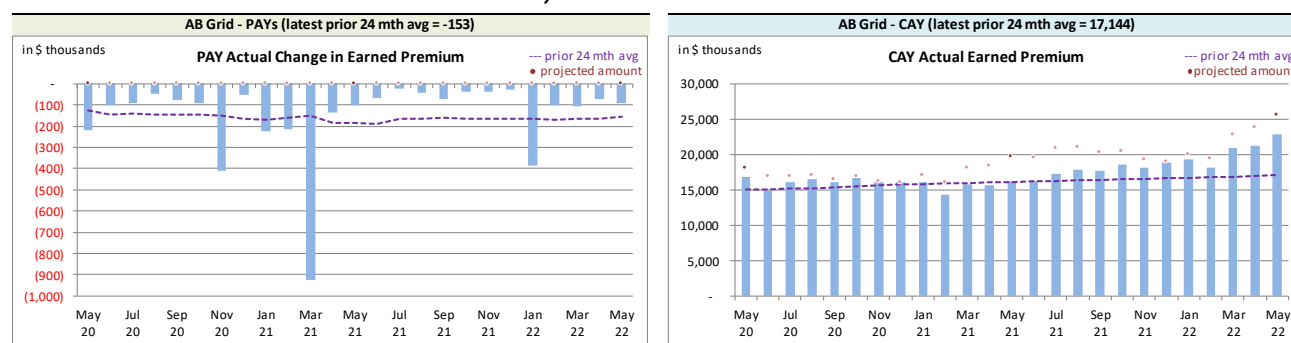 AB Grid - PAYs (latest prior 24 mth avg = -153)
in $ thousands
PAY Actual Change in Earned Premium
--- prior 24 mth avg
• projected amount
-
(100)
(200)
(300)
(400)
(500)
(600)
(700)
(800)
(900)
(1,000)
May Jul Sep Nov Jan Mar May Jul Sep Nov Jan Mar May
20 20 20 20 21 21 21 21 21 21 22 22 22
AB Grid - CAY (latest prior 24 mth avg = 17,144)
in $ thousands
CAY Actual Earned Premium
--- prior 24 mth avg
•projected amount
30,000
25,000
20,000
15,000
10,000
5,000
-
May Jul Sep Nov Jan Mar May Jul Sep Nov Jan Mar May
20 20 20 20 21 21 21 21 21 21 22 22 22